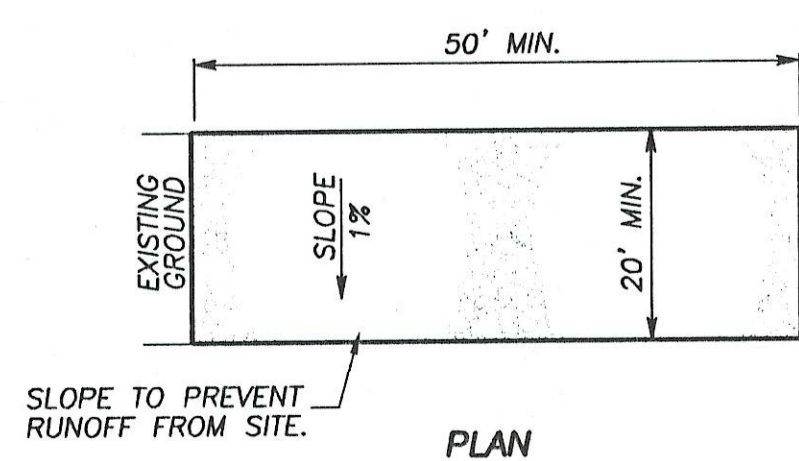 50' MIN.
EXISTING
GROUND
SLOPE
1%
20' MIN.
SLOPE TO PREVENT
RUNOFF FROM SITE.
PLAN